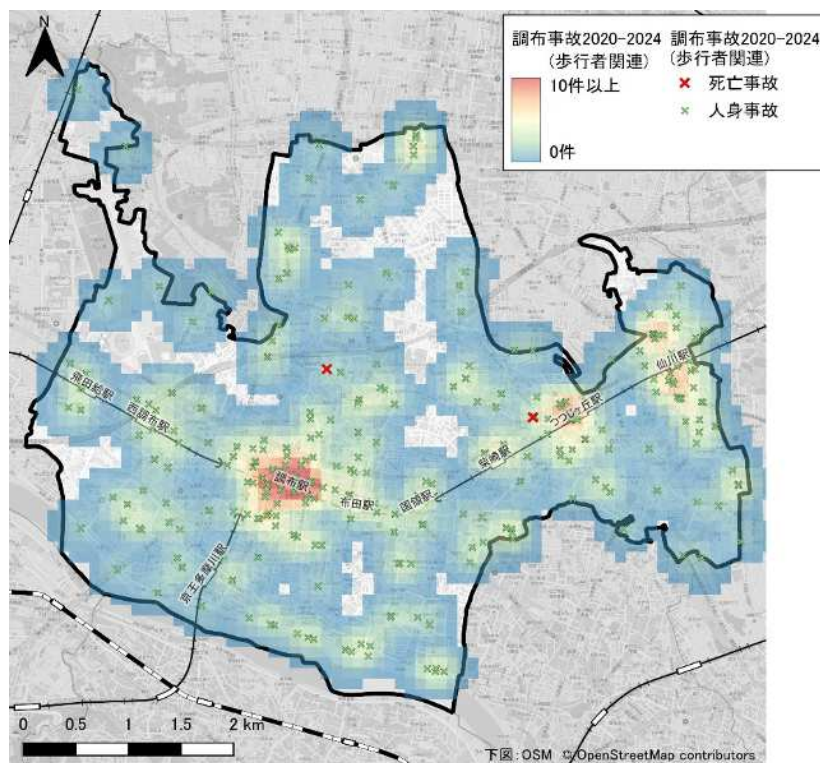 N
調布事故2020-2024
(歩行者関連)
10件以上
0件
調布事故2020-2024
(歩行者関連)
死亡事故
人身事故
仙川駅
つつじヶ丘駅
柴崎駅
国領駅
布田駅
調布駅
西調布駅
飛田給駅
京王多摩川駅
0 0.5 1 1.5 2 km
下図:OSM © OpenStreetMap contributors